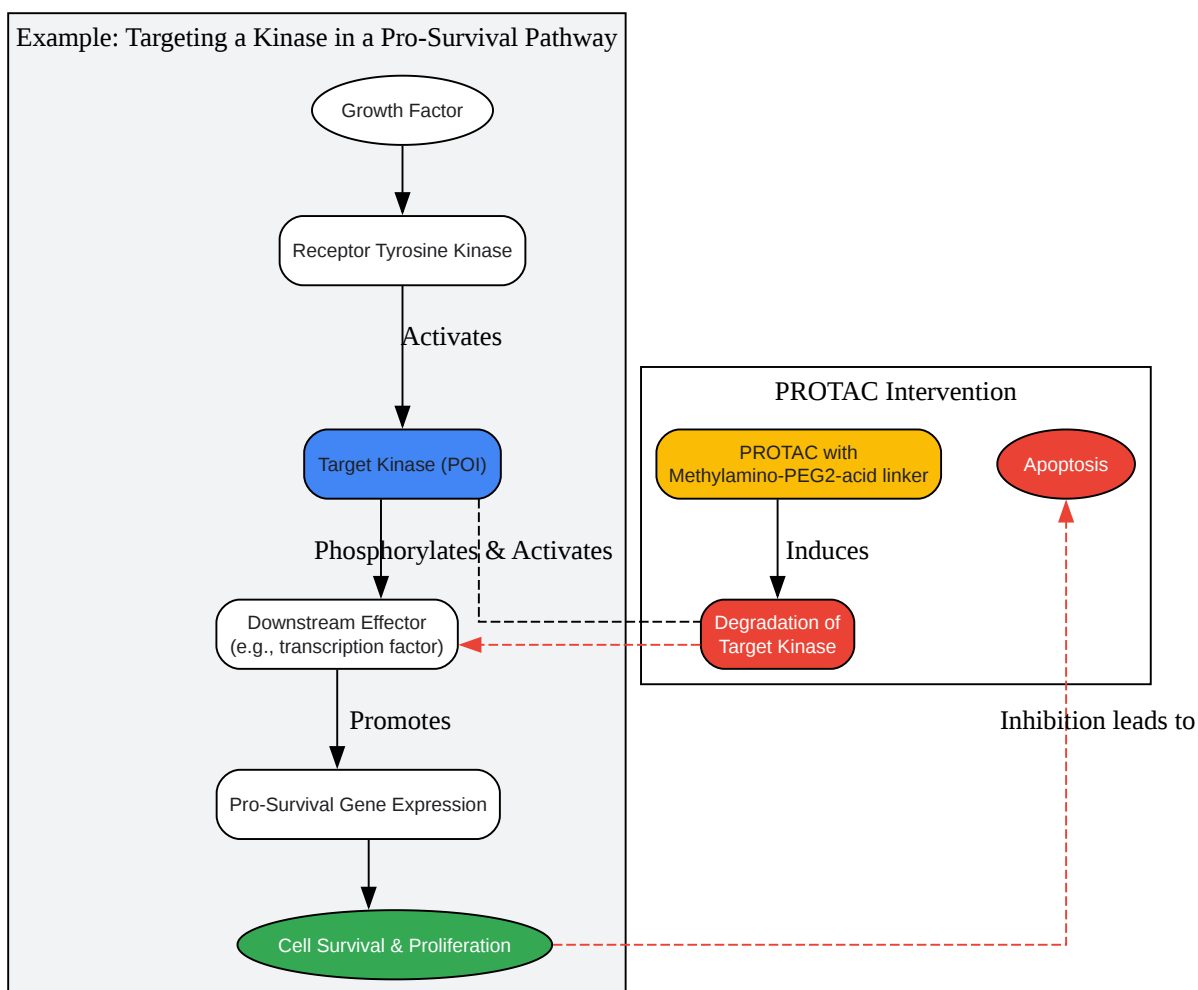 Example: Targeting a Kinase in a Pro-Survival Pathway
Growth Factor
Receptor Tyrosine Kinase
Activates
Target Kinase (POI)
Phosphorylates & Activates
Downstream Effector
(e.g., transcription factor)
Promotes
Pro-Survival Gene Expression
Cell Survival & Proliferation
PROTAC Intervention
PROTAC with
Methylamino-PEG2-acid linker
Apoptosis
Induces
Degradation of
Target Kinase
Inhibition leads to